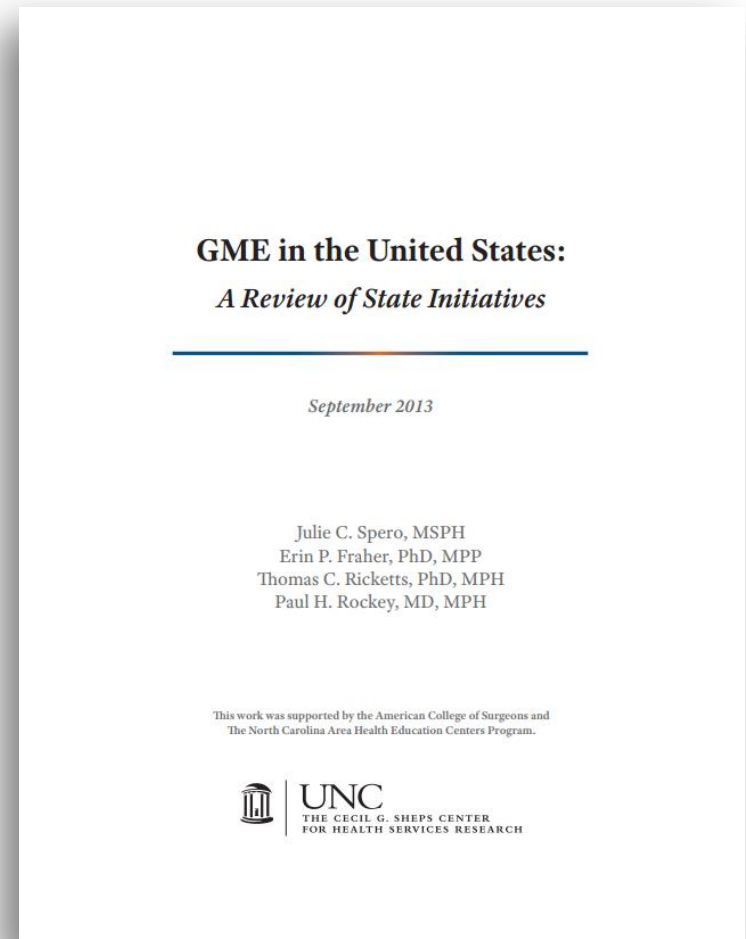 GME in the United States:
A Review of State Initiatives
September 2013
Julie C. Spero, MSPH
Erin P. Fraher, PhD, MPP
Thomas C. Ricketts, PhD, MPH
Paul H. Rockey, MD, MPH
This work was supported by the American College of Surgeons and
The North Carolina Area Health Education Centers Program.
UNC
THE CECIL G. SHEPS CENTER
FOR HEALTH SERVICES RESEARCH